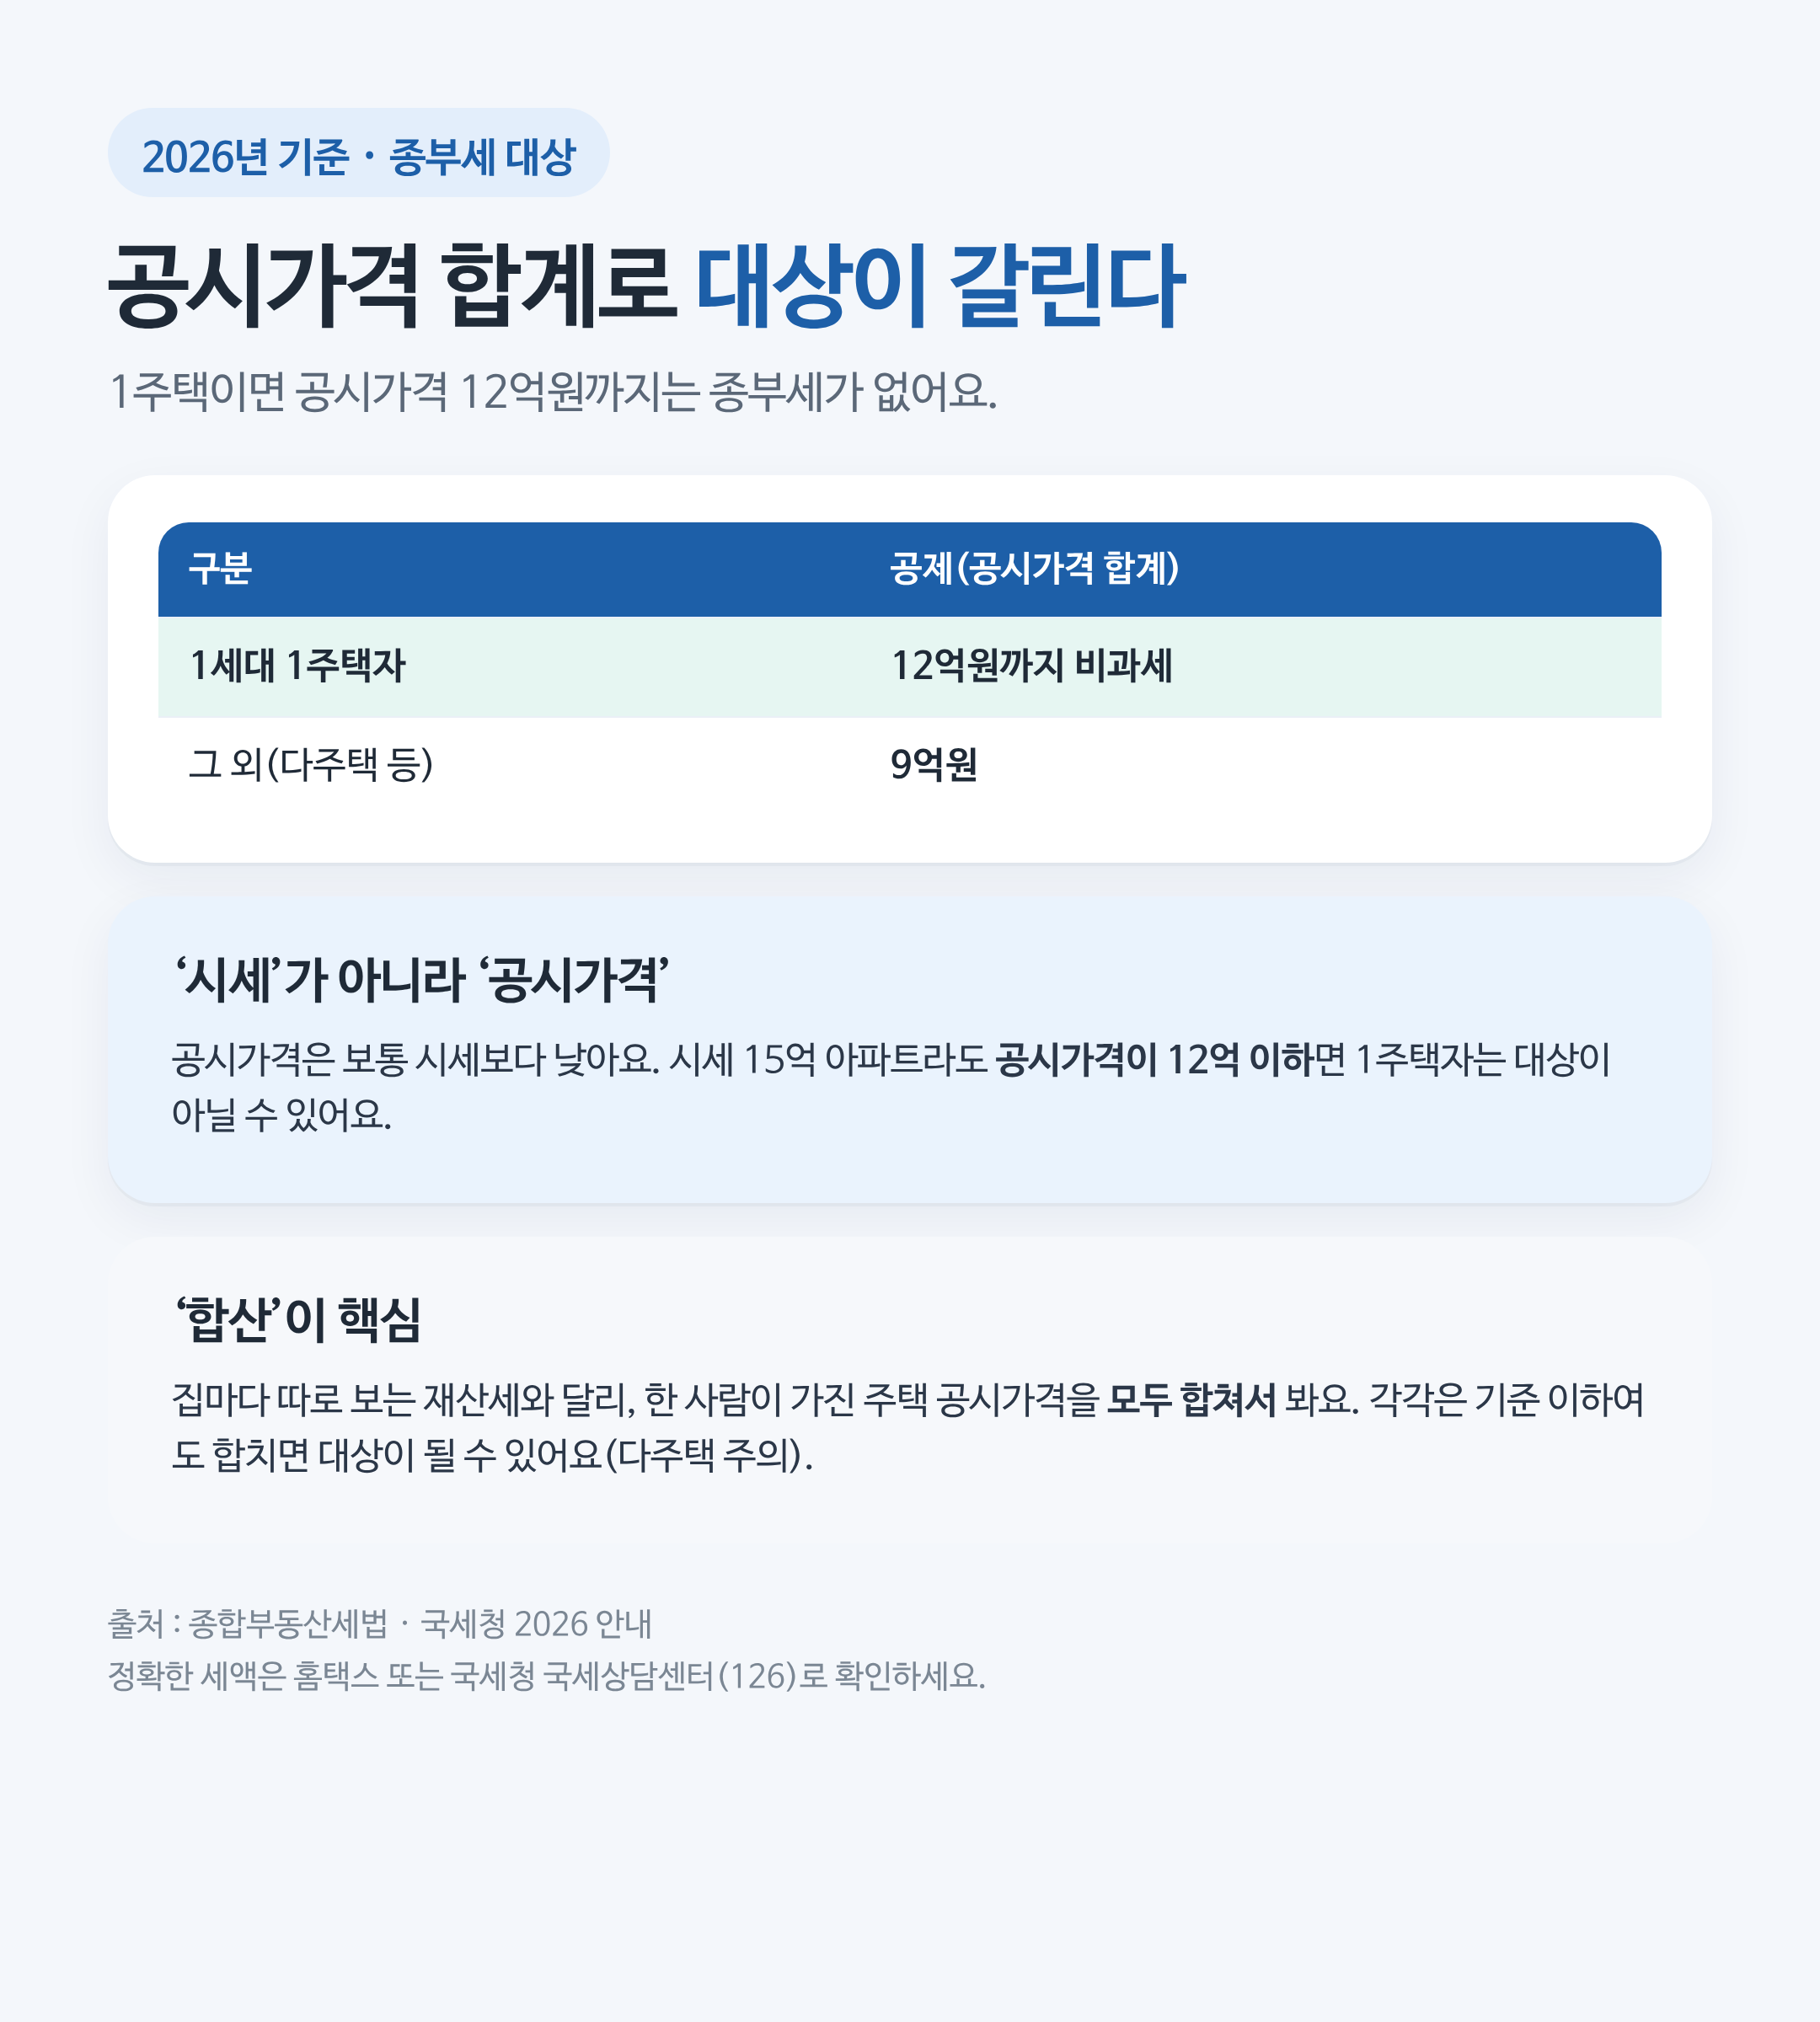 2026년 기준 · 종부세 대상
공시가격 합계로 대상이 갈린다
1주택이면 공시가격 12억원까지는 종부세가 없어요.
구분 공제(공시가격 합계)
1세대 1주택자 12억원까지 비과세
그 외(다주택 등) 9억원
‘시세’가 아니라 ‘공시가격’
공시가격은 보통 시세보다 낮아요. 시세 15억 아파트라도 공시가격이 12억 이하면 1주택자는 대상이
아닐 수 있어요.
‘합산’이 핵심
집마다 따로 보는 재산세와 달리, 한 사람이 가진 주택 공시가격을 모두 합쳐서 봐요. 각각은 기준 이하여
도 합치면 대상이 될 수 있어요(다주택 주의).
출처 : 종합부동산세법 · 국세청 2026 안내
정확한 세액은 홈택스 또는 국세청 국세상담센터(126)로 확인하세요.